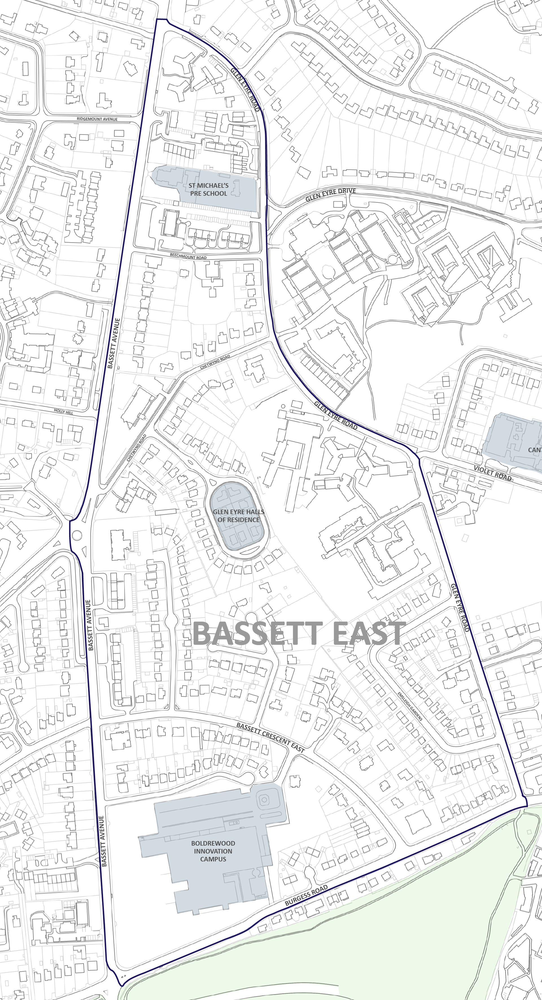 GLEN EYRE ROAD
RIDGEMOUNT AVENUE
ST MICHAEL'S
PRE SCHOOL
GLEN EYRE DRIVE
BEECHMOUNT ROAD
BASSETT AVENUE
CHETWYND ROAD
HOLLY HILL
GLEN EYRE ROAD
CHETWYND ROAD
CANT
VIOLET ROAD
GLEN EYRE HALLS
OF RESIDENCE
GLEN EYRE ROAD
BASSETT AVENUE
BASSETT EAST
EMSLEIGH GARDENS
BASSETT CRESCENT EAST
BASSETT AVENUE
BOLDREWOOD
INNOVATION
CAMPUS
BURGESS ROAD